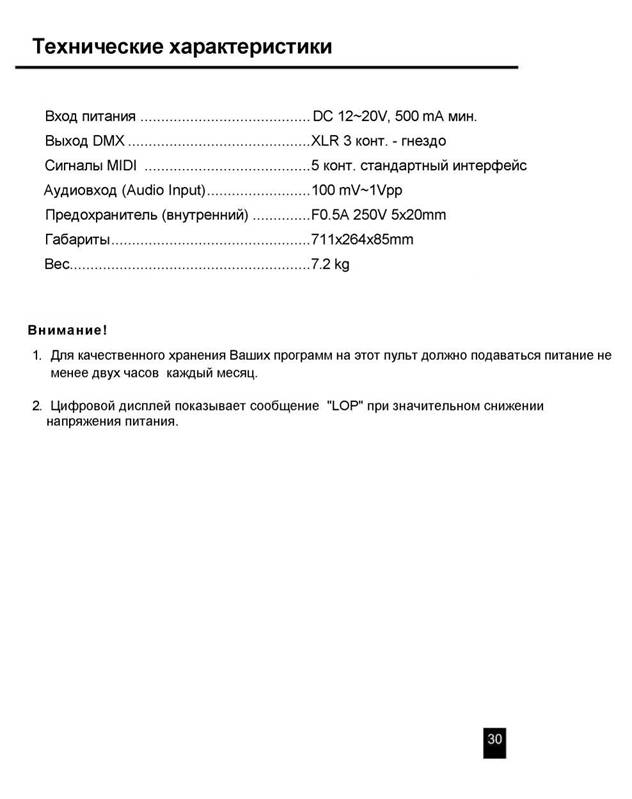 Технические характеристики
Вход питания ......................................... DC 12~20V, 500 mA мин.
Выход DMX ............................................XLR 3 конт. - гнездо
Сигналы MIDI ........................................5 конт. стандартный интерфейс
Аудиовход (Audio Input).........................100 mV~1Vpp
Предохранитель (внутренний) ..............F0.5A 250V 5x20mm
Габариты................................................711x264x85mm
Вес..........................................................7.2 kg
Внимание!
1. Для качественного хранения Ваших программ на этот пульт должно подаваться питание не
менее двух часов каждый месяц.
2. Цифровой дисплей показывает сообщение "LOP" при значительном снижении
напряжения питания.
30